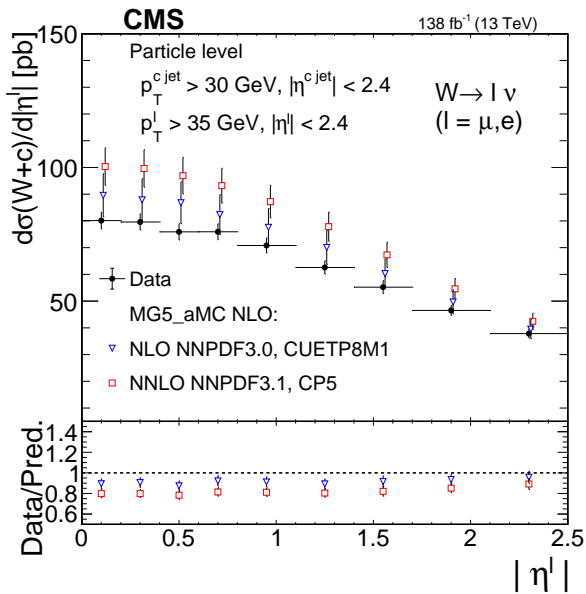 CMS
138 fb⁻¹ (13 TeV)
dσ(W+c)/d|ηˡ| [pb]
150
100
50
Particle level
p_T^{c jet} > 30 GeV, |η^{c jet}| < 2.4
p_T^l > 35 GeV, |ηˡ| < 2.4
W→ l ν
(l = μ,e)
Data
MG5_aMC NLO:
NLO NNPDF3.0, CUETP8M1
NNLO NNPDF3.1, CP5
Data/Pred.
1.4
1.2
1
0.8
0.6
0 0.5 1 1.5 2 2.5
| ηˡ |